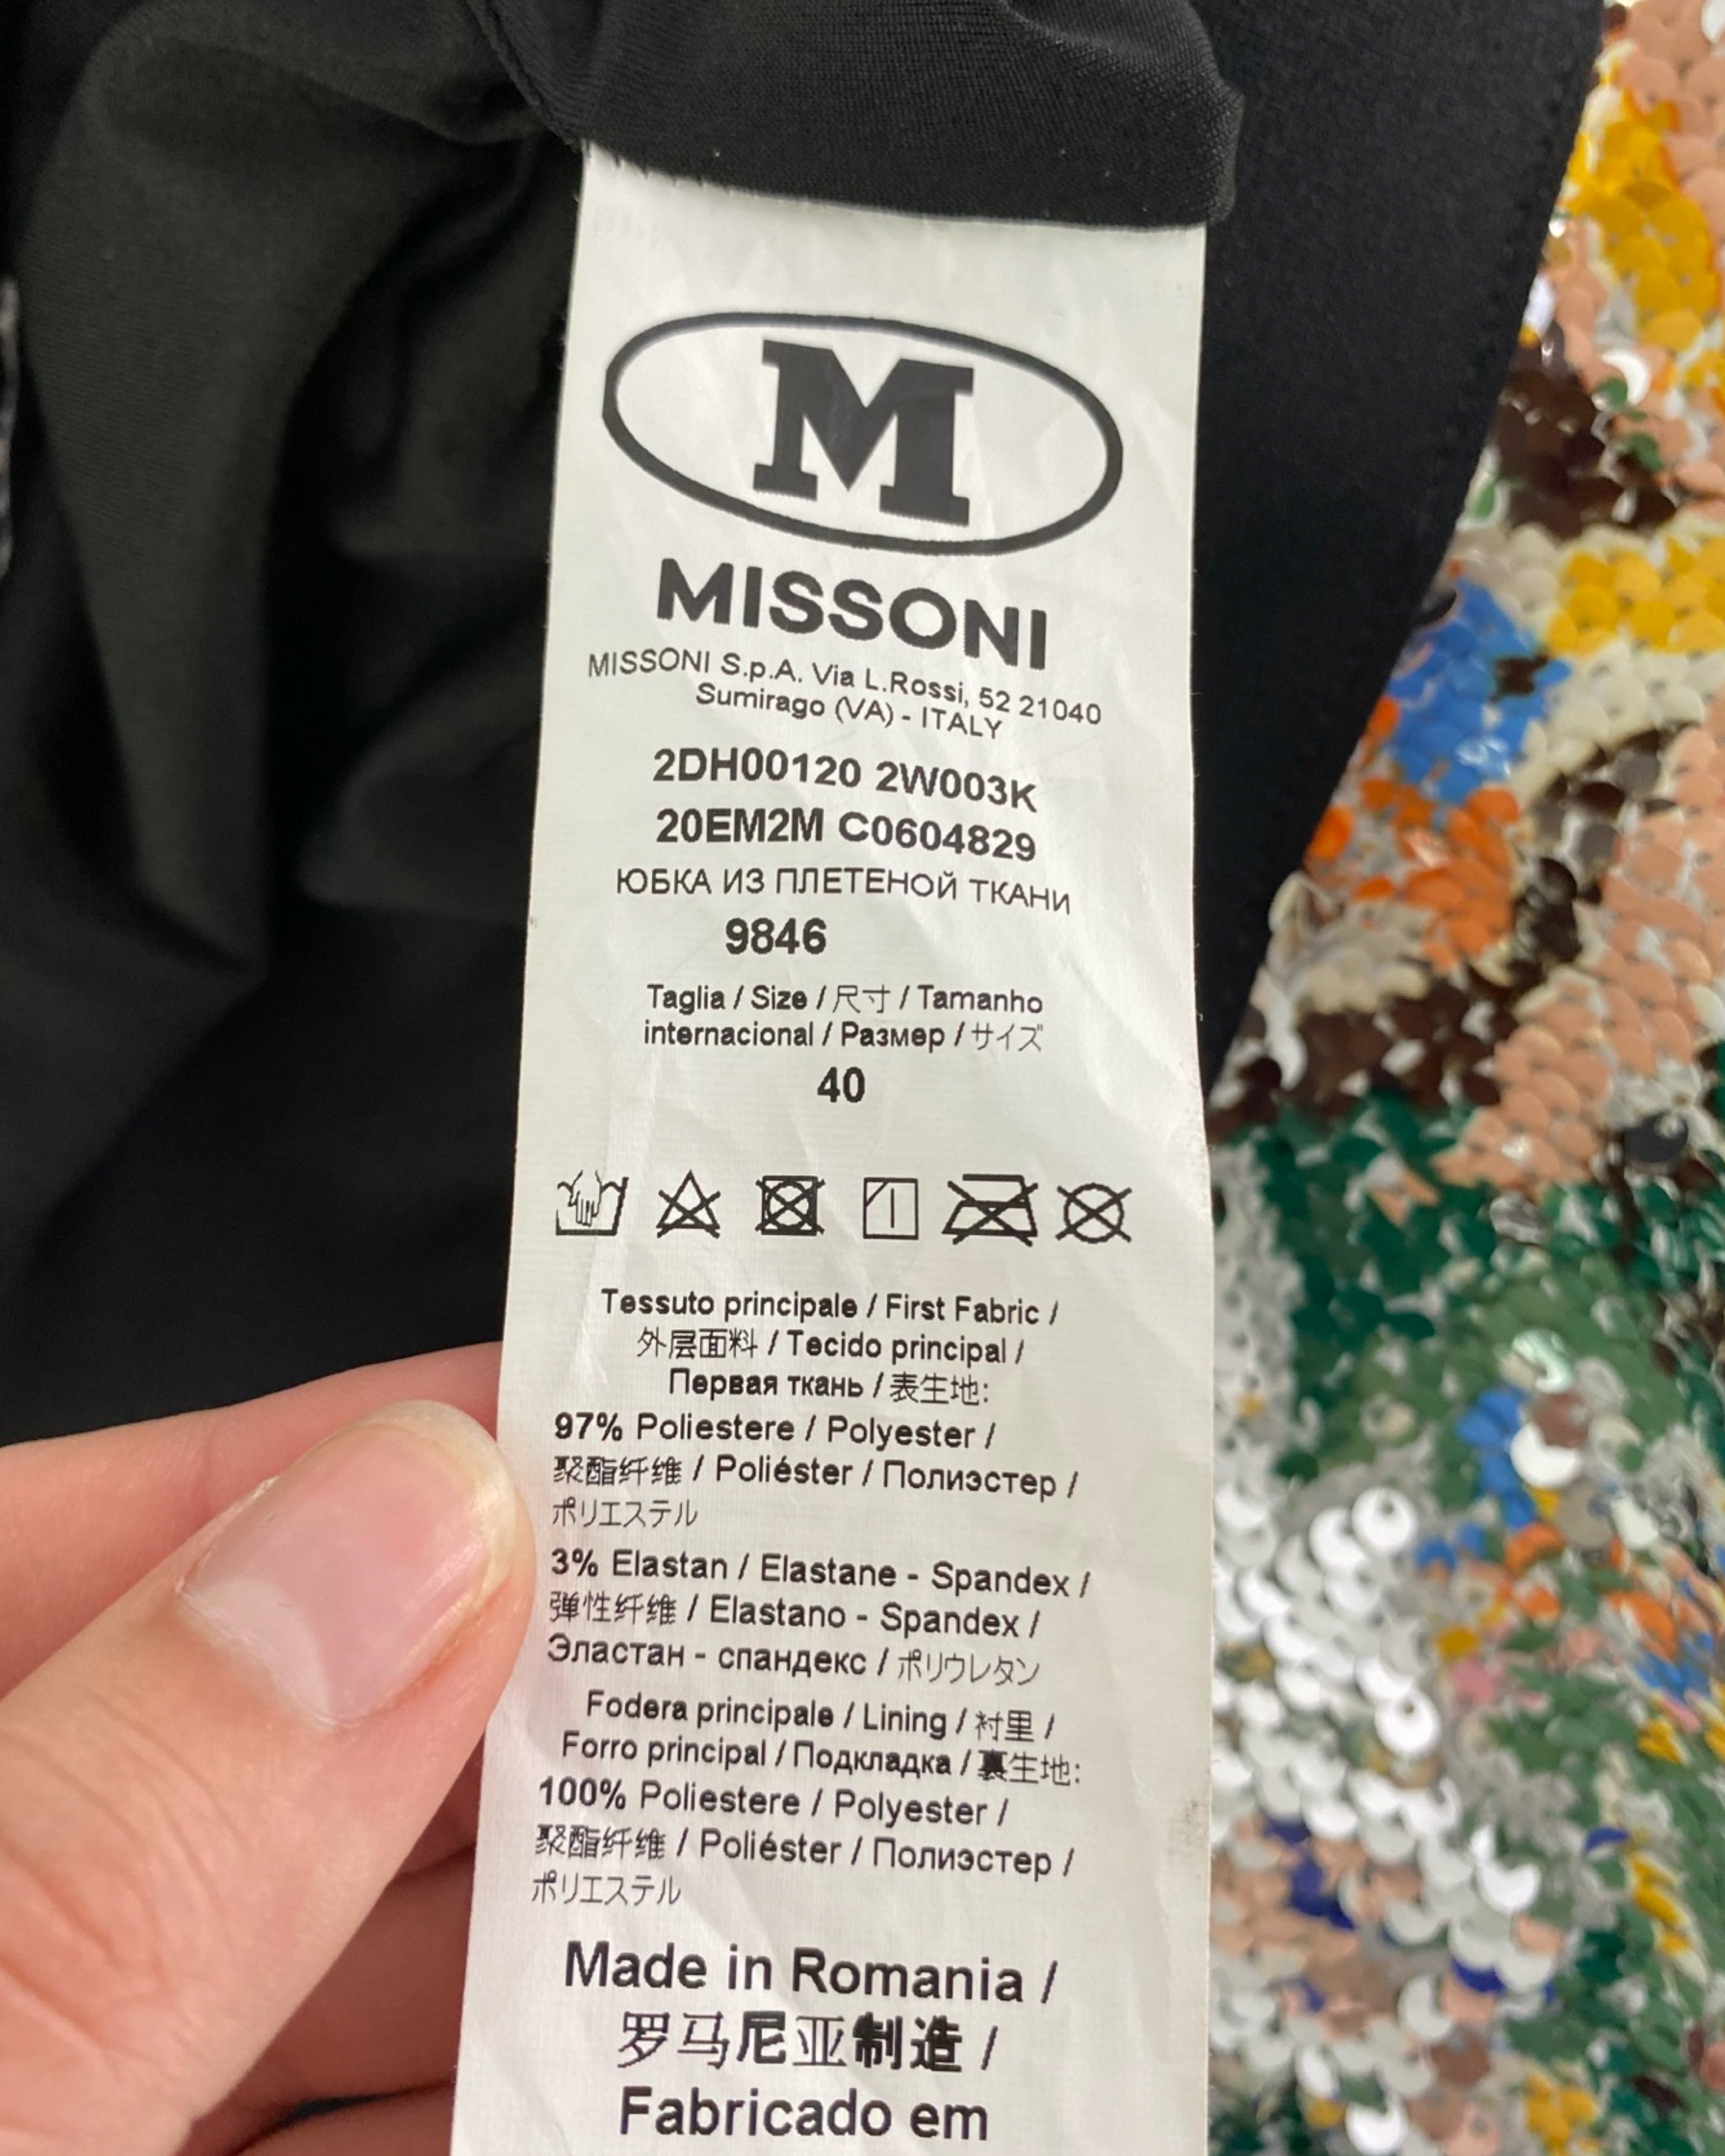 M
MISSONI
MISSONI S.p.A. Via L.Rossi, 52 21040
Sumirago (VA) - ITALY
2DH00120 2W003K
20EM2M C0604829
ЮБКА ИЗ ПЛЕТЕНОЙ ТКАНИ
9846
Taglia / Size / 尺寸 / Tamanho
internacional / Размер / サイズ
40
Tessuto principale / First Fabric /
外层面料 / Tecido principal /
Первая ткань / 表生地:
97% Poliestere / Polyester /
聚酯纤维 / Poliéster / Полиэстер /
ポリエステル
3% Elastan / Elastane - Spandex /
弹性纤维 / Elastano - Spandex /
Эластан - спандекс / ポリウレタン
Fodera principale / Lining / 衬里 /
Forro principal / Подкладка / 裏生地:
100% Poliestere / Polyester /
聚酯纤维 / Poliéster / Полиэстер /
ポリエステル
Made in Romania /
罗马尼亚制造 /
Fabricado em